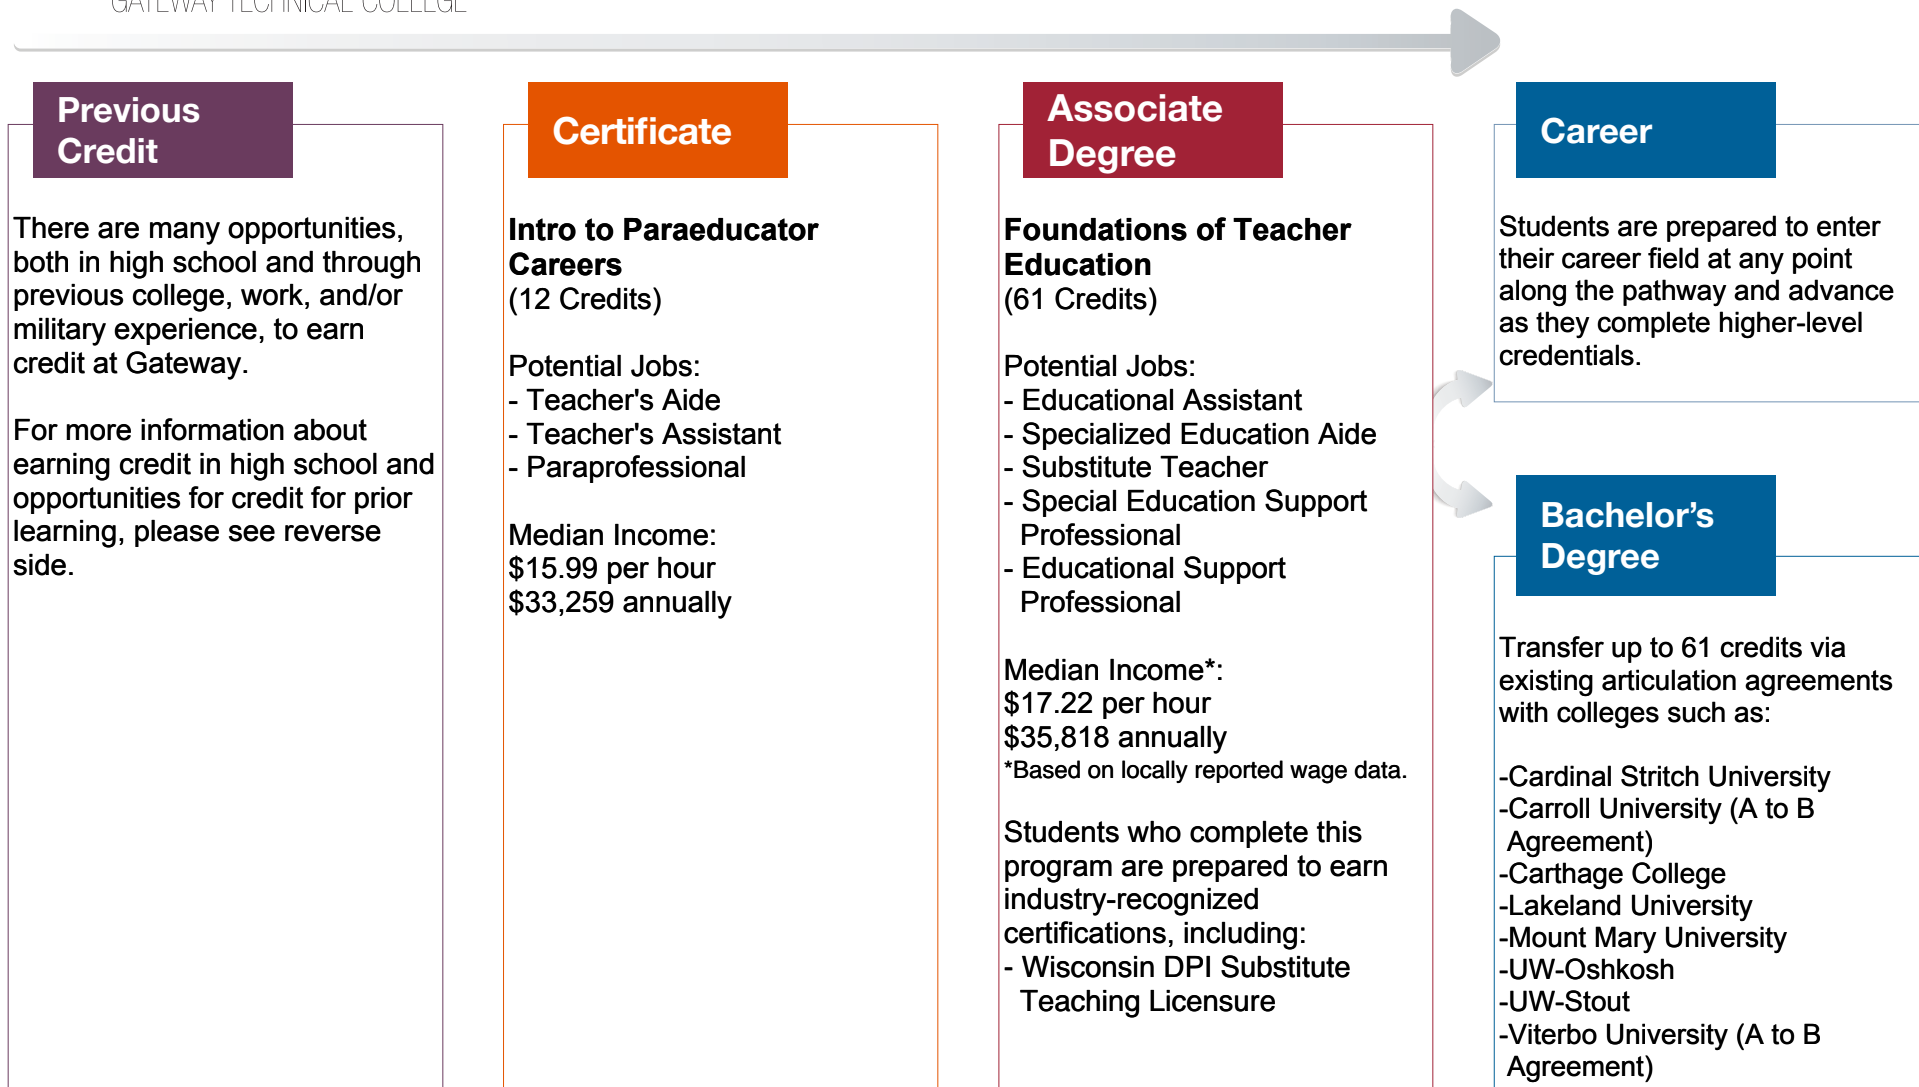 GATEWAY TECHNICAL COLLEGE
Previous
Credit
There are many opportunities,
both in high school and through
previous college, work, and/or
military experience, to earn
credit at Gateway.
For more information about
earning credit in high school and
opportunities for credit for prior
learning, please see reverse
side.
Certificate
Intro to Paraeducator
Careers
(12 Credits)
Potential Jobs:
- Teacher's Aide
- Teacher's Assistant
- Paraprofessional
Median Income:
$15.99 per hour
$33,259 annually
Associate
Degree
Foundations of Teacher
Education
(61 Credits)
Potential Jobs:
- Educational Assistant
- Specialized Education Aide
- Substitute Teacher
- Special Education Support
Professional
- Educational Support
Professional
Median Income*:
$17.22 per hour
$35,818 annually
*Based on locally reported wage data.
Students who complete this
program are prepared to earn
industry-recognized
certifications, including:
- Wisconsin DPI Substitute
Teaching Licensure
Career
Students are prepared to enter
their career field at any point
along the pathway and advance
as they complete higher-level
credentials.
Bachelor’s
Degree
Transfer up to 61 credits via
existing articulation agreements
with colleges such as:
-Cardinal Stritch University
-Carroll University (A to B
Agreement)
-Carthage College
-Lakeland University
-Mount Mary University
-UW-Oshkosh
-UW-Stout
-Viterbo University (A to B
Agreement)